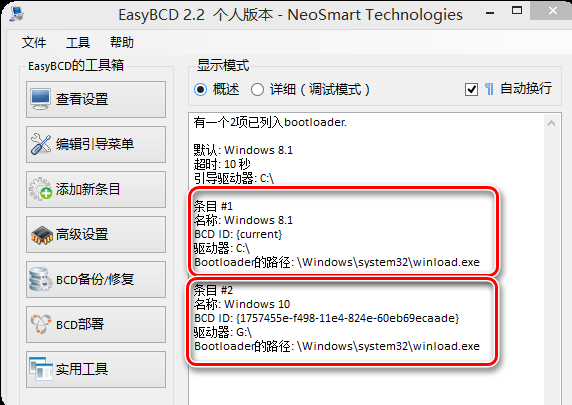 EasyBCD 2.2 个人版本 - NeoSmart Technologies
文件 工具 帮助
EasyBCD的工具箱
查看设置
编辑引导菜单
添加新条目
高级设置
BCD备份/修复
BCD部署
实用工具
显示模式
概述 详细（调试模式） ¶ 自动换行
有一个2项已列入bootloader.
默认: Windows 8.1
超时: 10 秒
引导驱动器: C:\
条目 #1
名称: Windows 8.1
BCD ID: {current}
驱动器: C:\
Bootloader的路径: \Windows\system32\winload.exe
条目 #2
名称: Windows 10
BCD ID: {1757455e-f498-11e4-824e-60eb69ecaade}
驱动器: G:\
Bootloader的路径: \Windows\system32\winload.exe